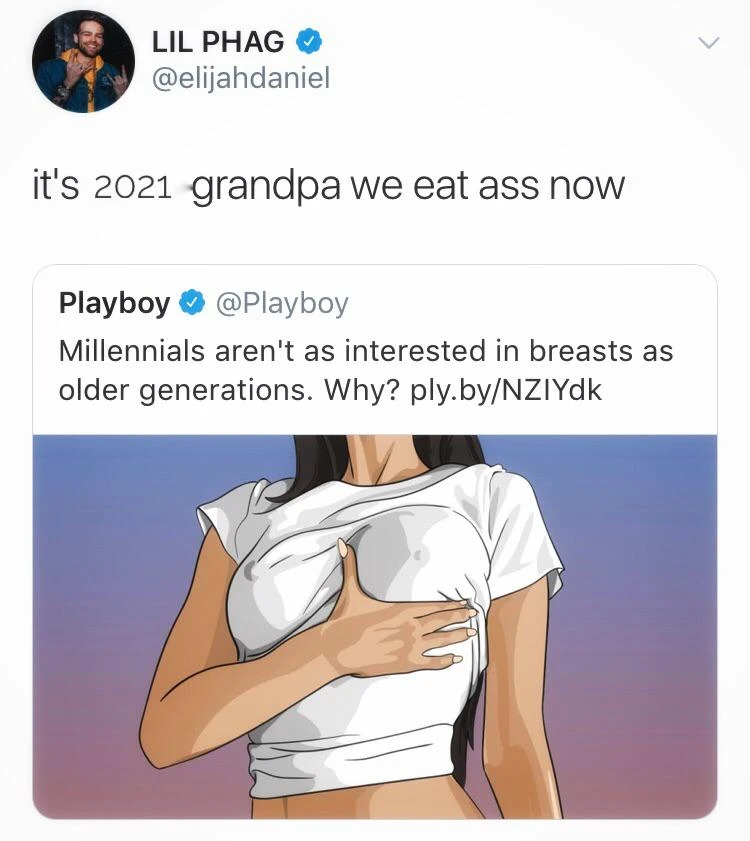 LIL PHAG
@elijahdaniel
it's 2021 grandpa we eat ass now
Playboy @Playboy
Millennials aren't as interested in breasts as
older generations. Why? ply.by/NZIYdk